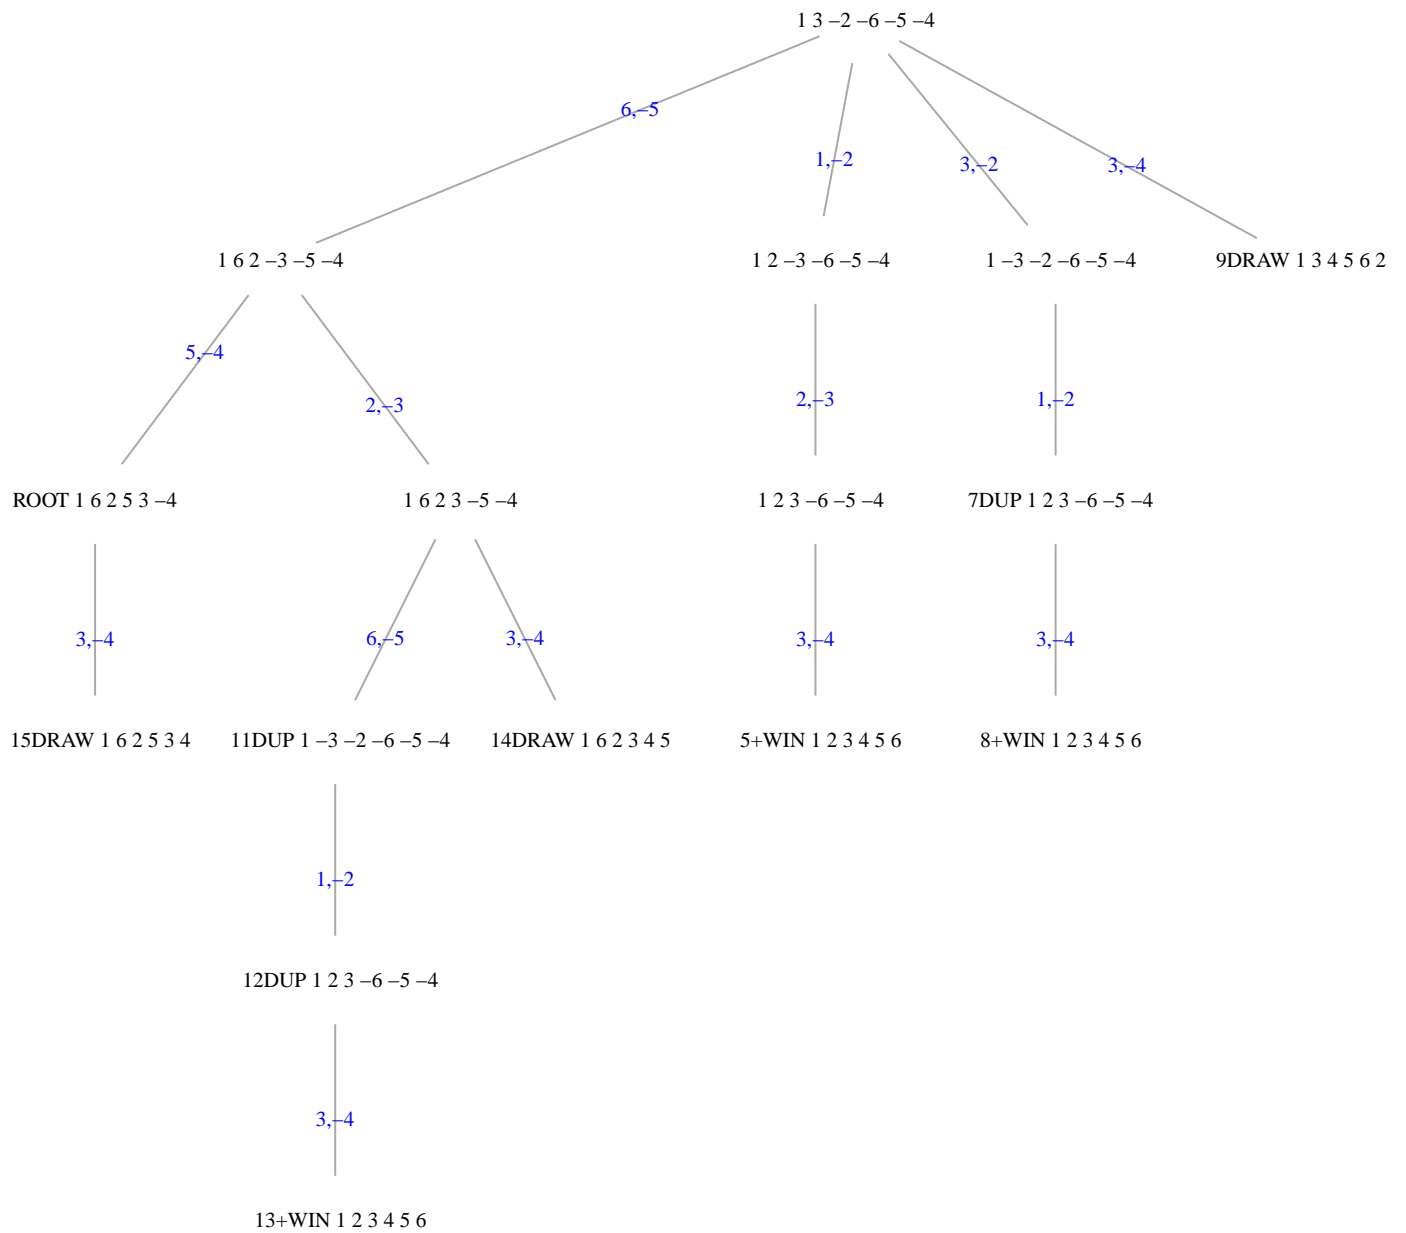 1 3 –2 –6 –5 –4
6,–5
1,–2
3,–2
3,–4
1 6 2 –3 –5 –4
1 2 –3 –6 –5 –4
1 –3 –2 –6 –5 –4
9DRAW 1 3 4 5 6 2
5,–4
2,–3
2,–3
1,–2
ROOT 1 6 2 5 3 –4
1 6 2 3 –5 –4
1 2 3 –6 –5 –4
7DUP 1 2 3 –6 –5 –4
3,–4
6,–5
3,–4
3,–4
3,–4
15DRAW 1 6 2 5 3 4
11DUP 1 –3 –2 –6 –5 –4
14DRAW 1 6 2 3 4 5
5+WIN 1 2 3 4 5 6
8+WIN 1 2 3 4 5 6
1,–2
12DUP 1 2 3 –6 –5 –4
3,–4
13+WIN 1 2 3 4 5 6